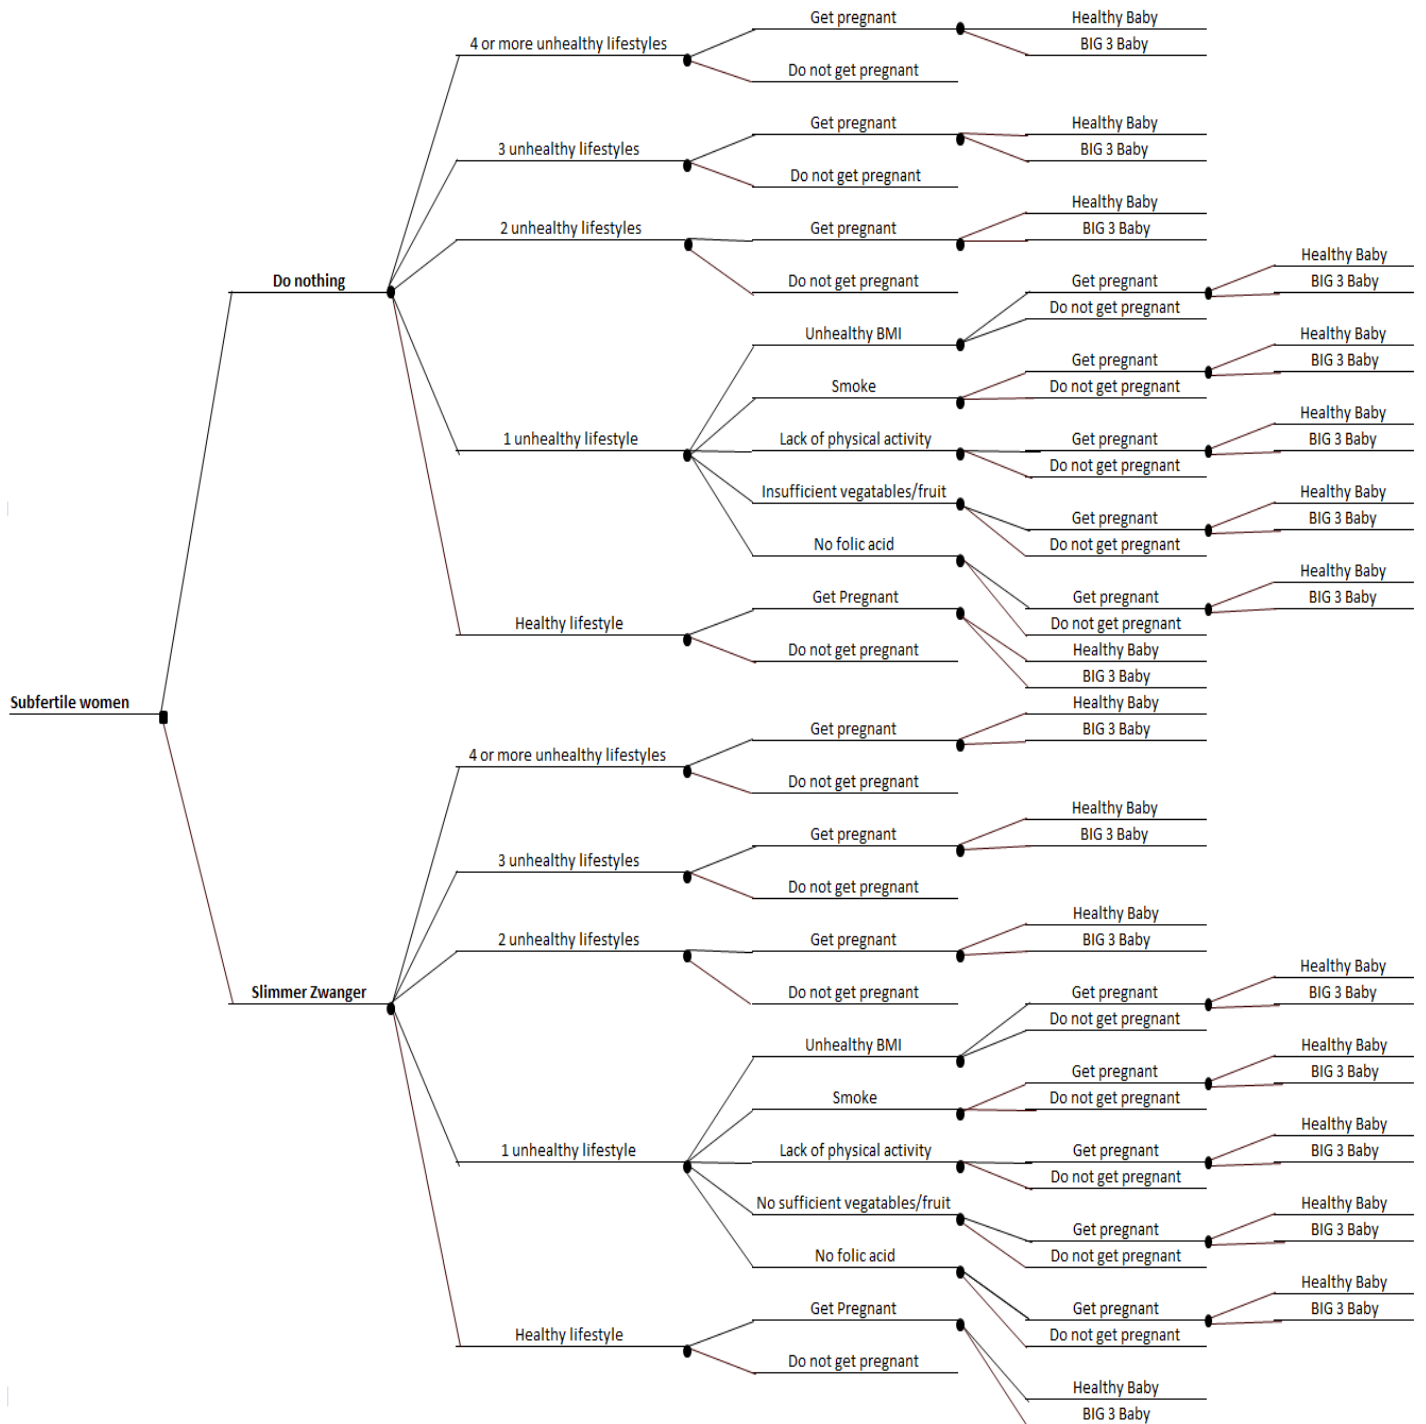 Get pregnant
Healthy Baby
4 or more unhealthy lifestyles
BIG 3 Baby
Do not get pregnant
Get pregnant
Healthy Baby
3 unhealthy lifestyles
BIG 3 Baby
Do not get pregnant
Healthy Baby
2 unhealthy lifestyles
Get pregnant
BIG 3 Baby
Healthy Baby
Do nothing
Do not get pregnant
Get pregnant
BIG 3 Baby
Do not get pregnant
Unhealthy BMI
Healthy Baby
Get pregnant
BIG 3 Baby
Smoke
Do not get pregnant
Healthy Baby
1 unhealthy lifestyle
Lack of physical activity
Get pregnant
BIG 3 Baby
Do not get pregnant
Insufficient vegatables/fruit
Healthy Baby
Get pregnant
BIG 3 Baby
No folic acid
Do not get pregnant
Healthy Baby
Get Pregnant
Get pregnant
BIG 3 Baby
Healthy lifestyle
Do not get pregnant
Do not get pregnant
Healthy Baby
BIG 3 Baby
Subfertile women
Healthy Baby
Get pregnant
BIG 3 Baby
4 or more unhealthy lifestyles
Do not get pregnant
Healthy Baby
Get pregnant
BIG 3 Baby
3 unhealthy lifestyles
Do not get pregnant
Healthy Baby
2 unhealthy lifestyles
Get pregnant
BIG 3 Baby
Healthy Baby
Slimmer Zwanger
Do not get pregnant
Get pregnant
BIG 3 Baby
Do not get pregnant
Unhealthy BMI
Healthy Baby
Get pregnant
BIG 3 Baby
Smoke
Do not get pregnant
Healthy Baby
1 unhealthy lifestyle
Lack of physical activity
Get pregnant
BIG 3 Baby
Do not get pregnant
No sufficient vegatables/fruit
Healthy Baby
Get pregnant
BIG 3 Baby
No folic acid
Do not get pregnant
Healthy Baby
Get Pregnant
Get pregnant
BIG 3 Baby
Healthy lifestyle
Do not get pregnant
Do not get pregnant
Healthy Baby
BIG 3 Baby